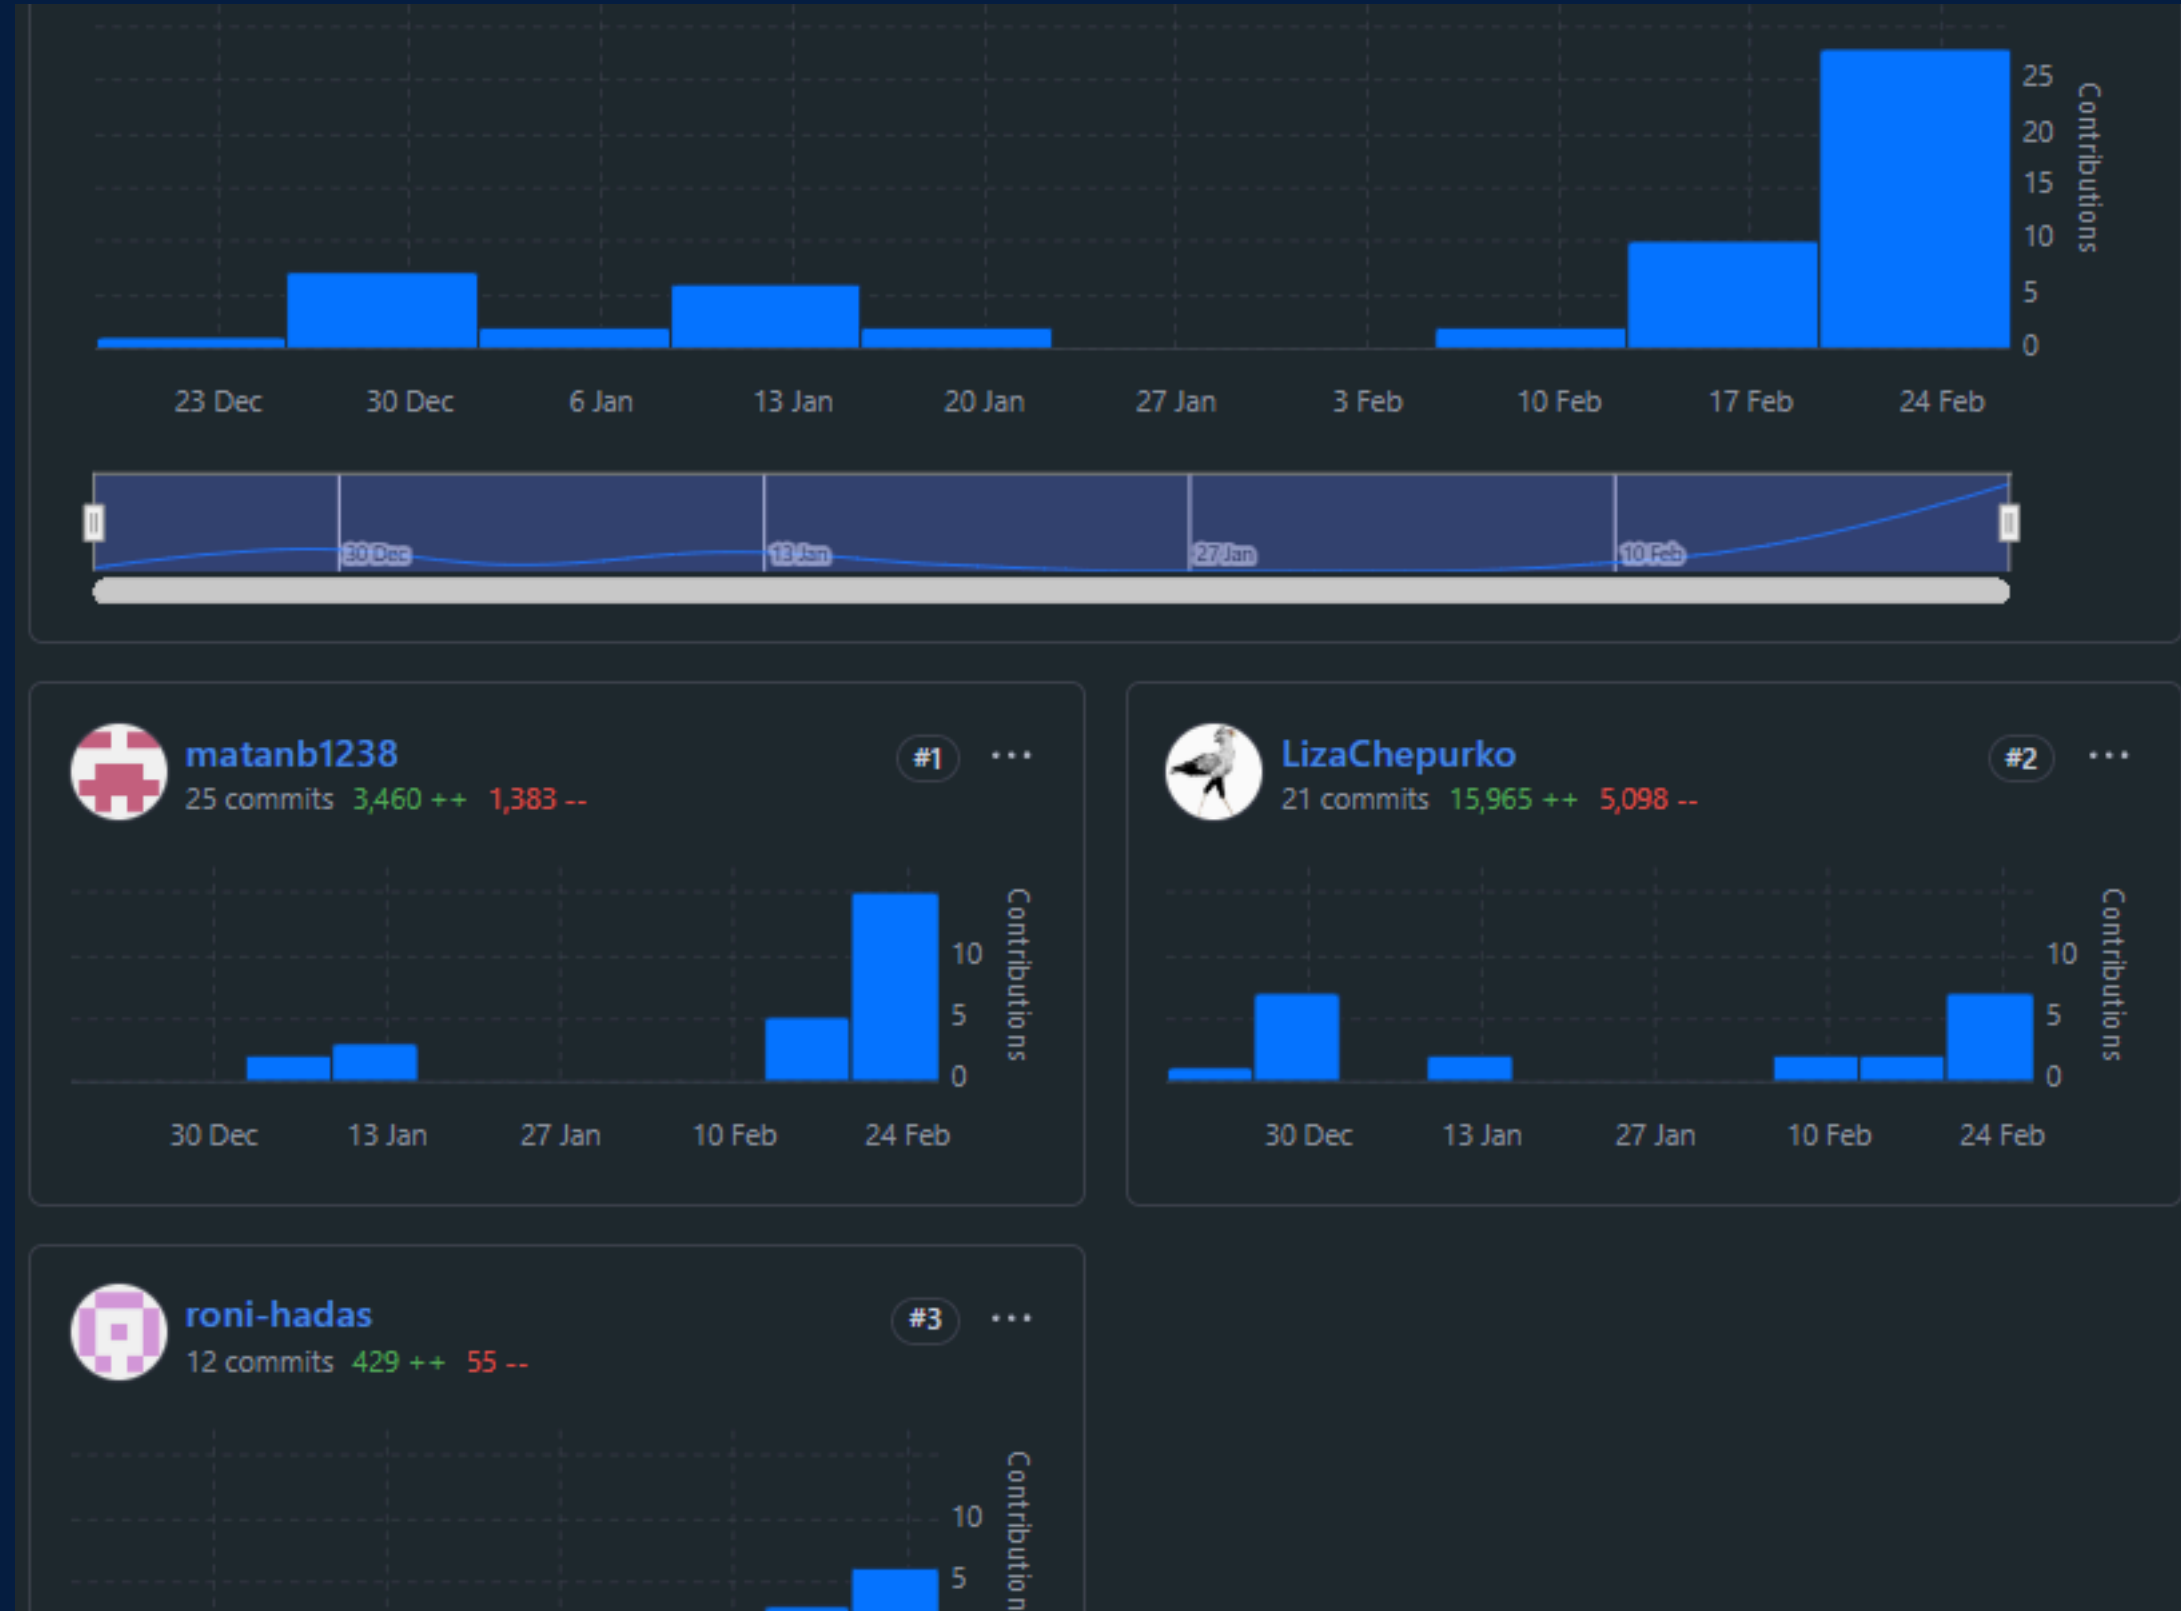 25
20
15
10
5
0
Contributions
23 Dec 30 Dec 6 Jan 13 Jan 20 Jan 27 Jan 3 Feb 10 Feb 17 Feb 24 Feb
30 Dec 13 Jan 27 Jan 10 Feb
matanb1238
#1 ···
25 commits 3,460 ++ 1,383 --
10
5
0
Contributions
30 Dec 13 Jan 27 Jan 10 Feb 24 Feb
LizaChepurko
#2 ···
21 commits 15,965 ++ 5,098 --
10
5
0
Contributions
30 Dec 13 Jan 27 Jan 10 Feb 24 Feb
roni-hadas
#3 ···
12 commits 429 ++ 55 --
10
5
Contribution